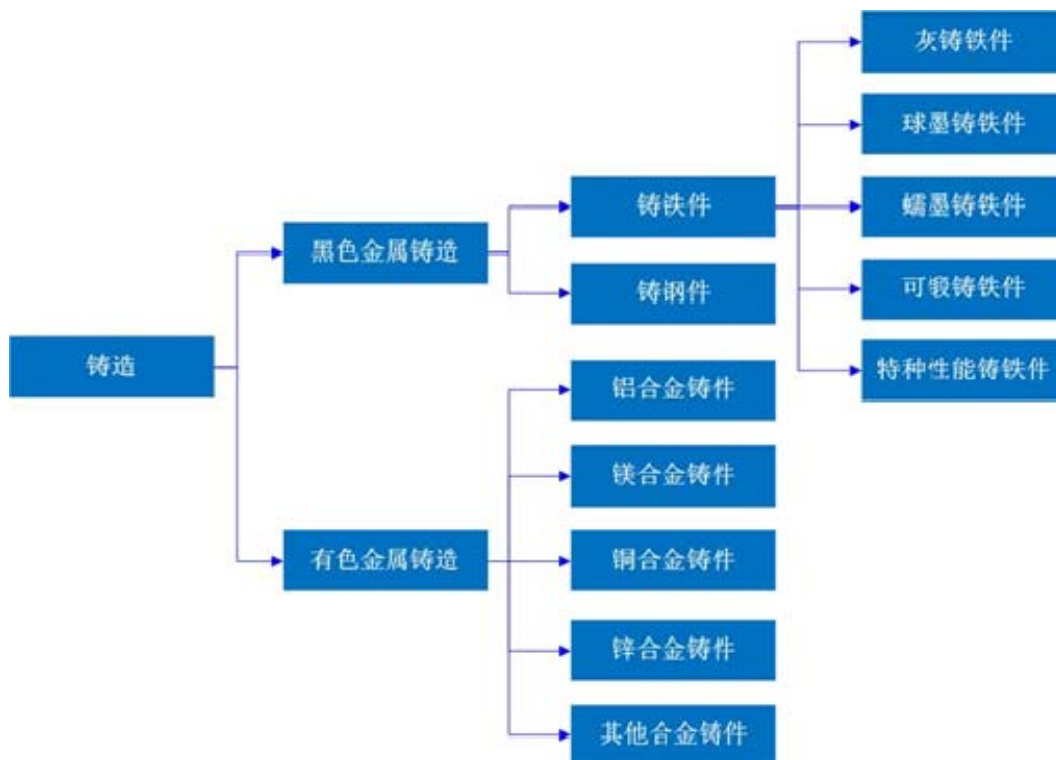 铸造
黑色金属铸造
铸铁件
灰铸铁件
球墨铸铁件
蠕墨铸铁件
可锻铸铁件
特种性能铸铁件
铸钢件
有色金属铸造
铝合金铸件
镁合金铸件
铜合金铸件
锌合金铸件
其他合金铸件